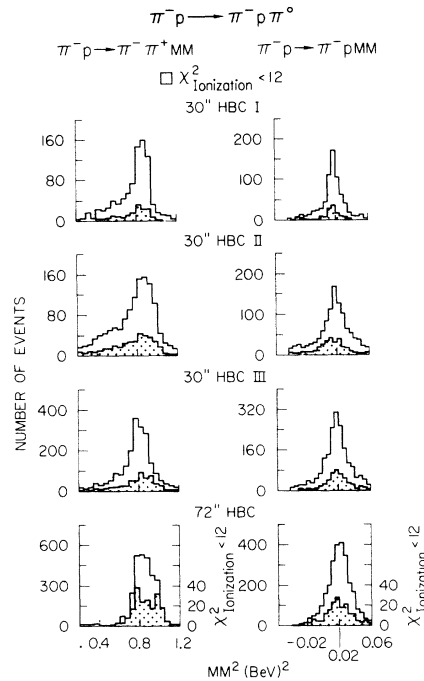 π⁻p → π⁻p π°
π⁻p → π⁻ π⁺MM π⁻p → π⁻pMM
□ χ²Ionization <12
30" HBC I
160
80
0
200
100
0
30" HBC II
160
80
0
200
100
0
NUMBER OF EVENTS
30" HBC III
400
200
0
320
160
0
72" HBC
750
600
450
300
150
0
40
20
0
χ²Ionization <12
400
200
0
40
20
0
χ²Ionization <12
.0.4 0.8 1.2
-0.02 0.06
0.02
MM² (BeV)²